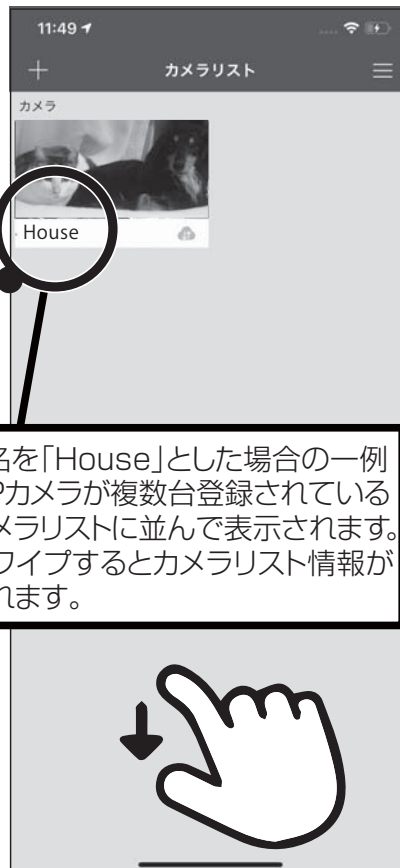 11:49
カメラリスト
カメラ
House
名を「House」とした場合の一例
カメラが複数台登録されている
メラリストに並んで表示されます。
ワイプするとカメラリスト情報が
れます。